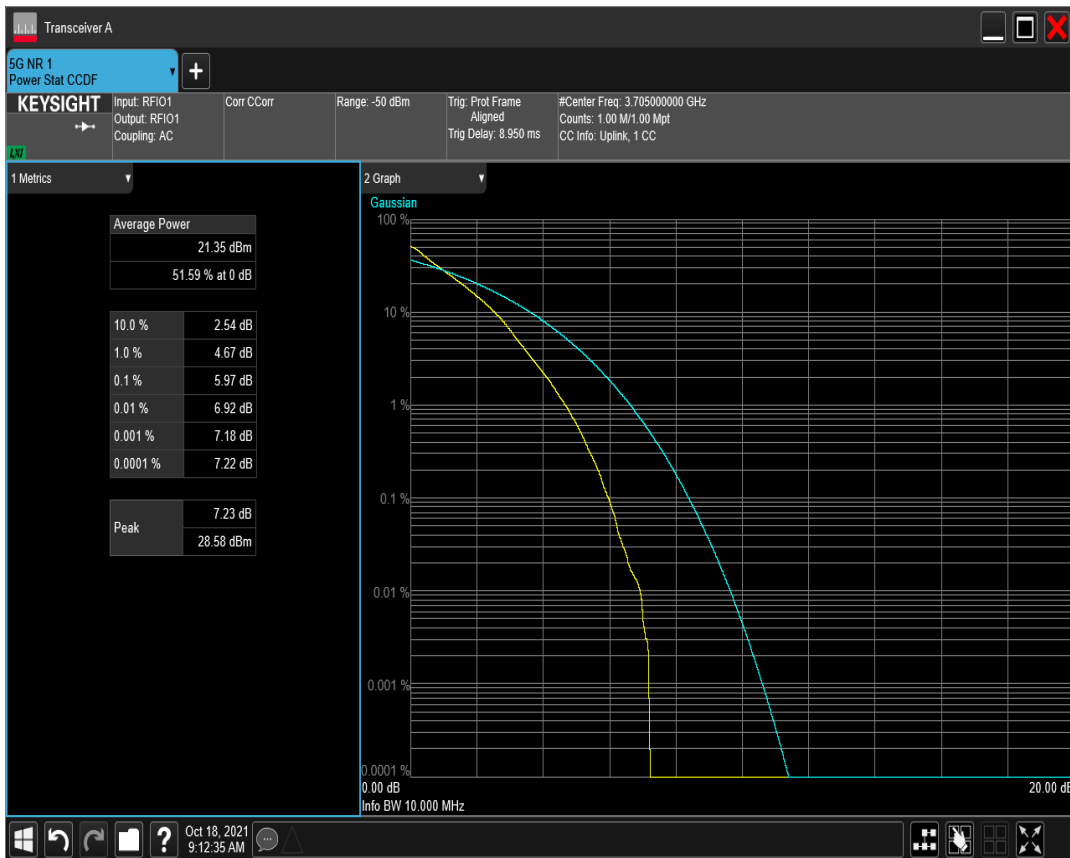 Transceiver A
5G NR 1
Power Stat CCDF
KEYSIGHT
LXI
Input: RFIO1
Output: RFIO1
Coupling: AC
Corr CCorr
Range: -50 dBm
Trig: Prot Frame
Aligned
Trig Delay: 8.950 ms
#Center Freq: 3.705000000 GHz
Counts: 1.00 M/1.00 Mpt
CC Info: Uplink, 1 CC
1 Metrics
Average Power
21.35 dBm
51.59 % at 0 dB
10.0 % 2.54 dB
1.0 % 4.67 dB
0.1 % 5.97 dB
0.01 % 6.92 dB
0.001 % 7.18 dB
0.0001 % 7.22 dB
Peak
7.23 dB
28.58 dBm
2 Graph
Gaussian
100 %
10 %
1 %
0.1 %
0.01 %
0.001 %
0.0001 %
0.00 dB 20.00 dB
Info BW 10.000 MHz
?
Oct 18, 2021
9:12:35 AM